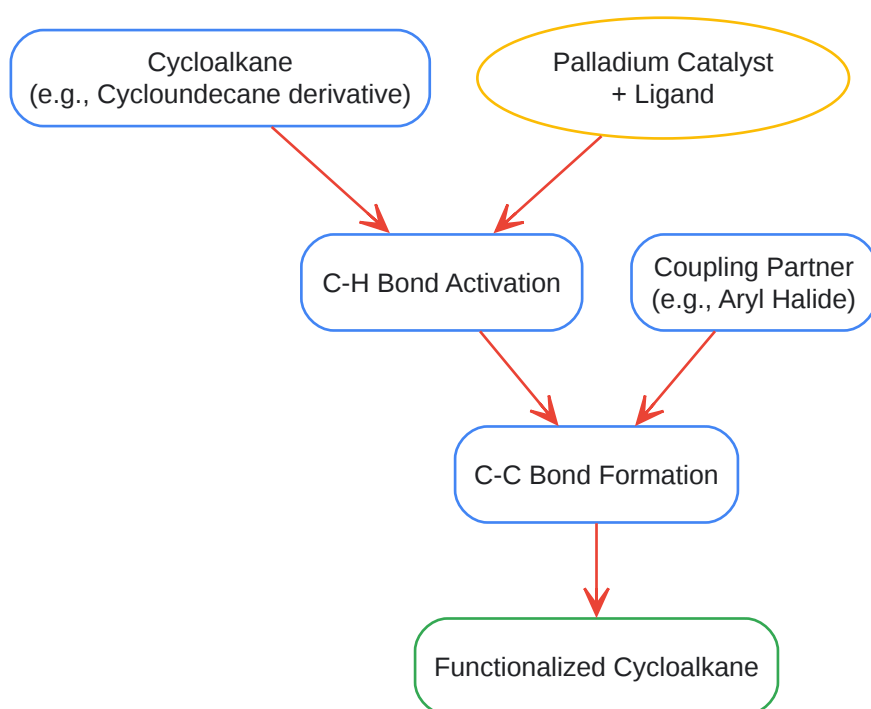 Cycloalkane
(e.g., Cycloundecane derivative)
Palladium Catalyst
+ Ligand
C-H Bond Activation
Coupling Partner
(e.g., Aryl Halide)
C-C Bond Formation
Functionalized Cycloalkane